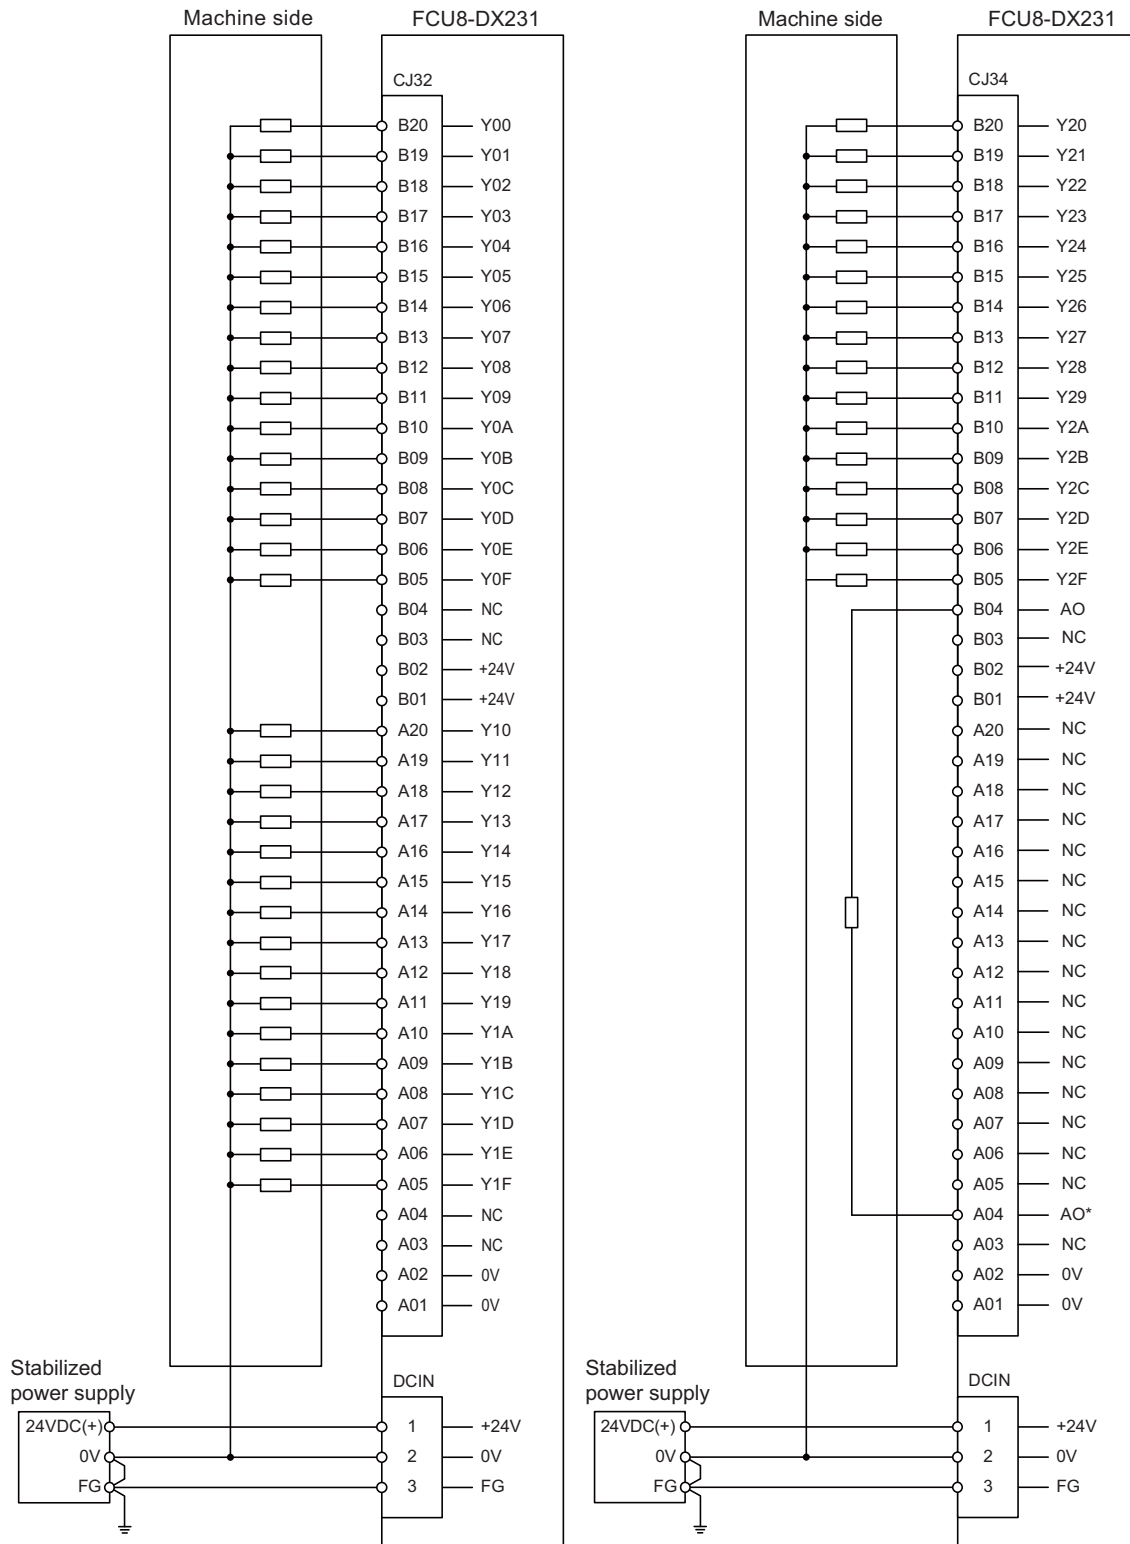 Machine side FCU8-DX231
CJ32
B20 Y00
B19 Y01
B18 Y02
B17 Y03
B16 Y04
B15 Y05
B14 Y06
B13 Y07
B12 Y08
B11 Y09
B10 Y0A
B09 Y0B
B08 Y0C
B07 Y0D
B06 Y0E
B05 Y0F
B04 NC
B03 NC
B02 +24V
B01 +24V
A20 Y10
A19 Y11
A18 Y12
A17 Y13
A16 Y14
A15 Y15
A14 Y16
A13 Y17
A12 Y18
A11 Y19
A10 Y1A
A09 Y1B
A08 Y1C
A07 Y1D
A06 Y1E
A05 Y1F
A04 NC
A03 NC
A02 0V
A01 0V
Stabilized
power supply
DCIN
24VDC(+) 1 +24V
0V 2 0V
FG 3 FG
Machine side FCU8-DX231
CJ34
B20 Y20
B19 Y21
B18 Y22
B17 Y23
B16 Y24
B15 Y25
B14 Y26
B13 Y27
B12 Y28
B11 Y29
B10 Y2A
B09 Y2B
B08 Y2C
B07 Y2D
B06 Y2E
B05 Y2F
B04 AO
B03 NC
B02 +24V
B01 +24V
A20 NC
A19 NC
A18 NC
A17 NC
A16 NC
A15 NC
A14 NC
A13 NC
A12 NC
A11 NC
A10 NC
A09 NC
A08 NC
A07 NC
A06 NC
A05 NC
A04 AO*
A03 NC
A02 0V
A01 0V
Stabilized
power supply
DCIN
24VDC(+) 1 +24V
0V 2 0V
FG 3 FG